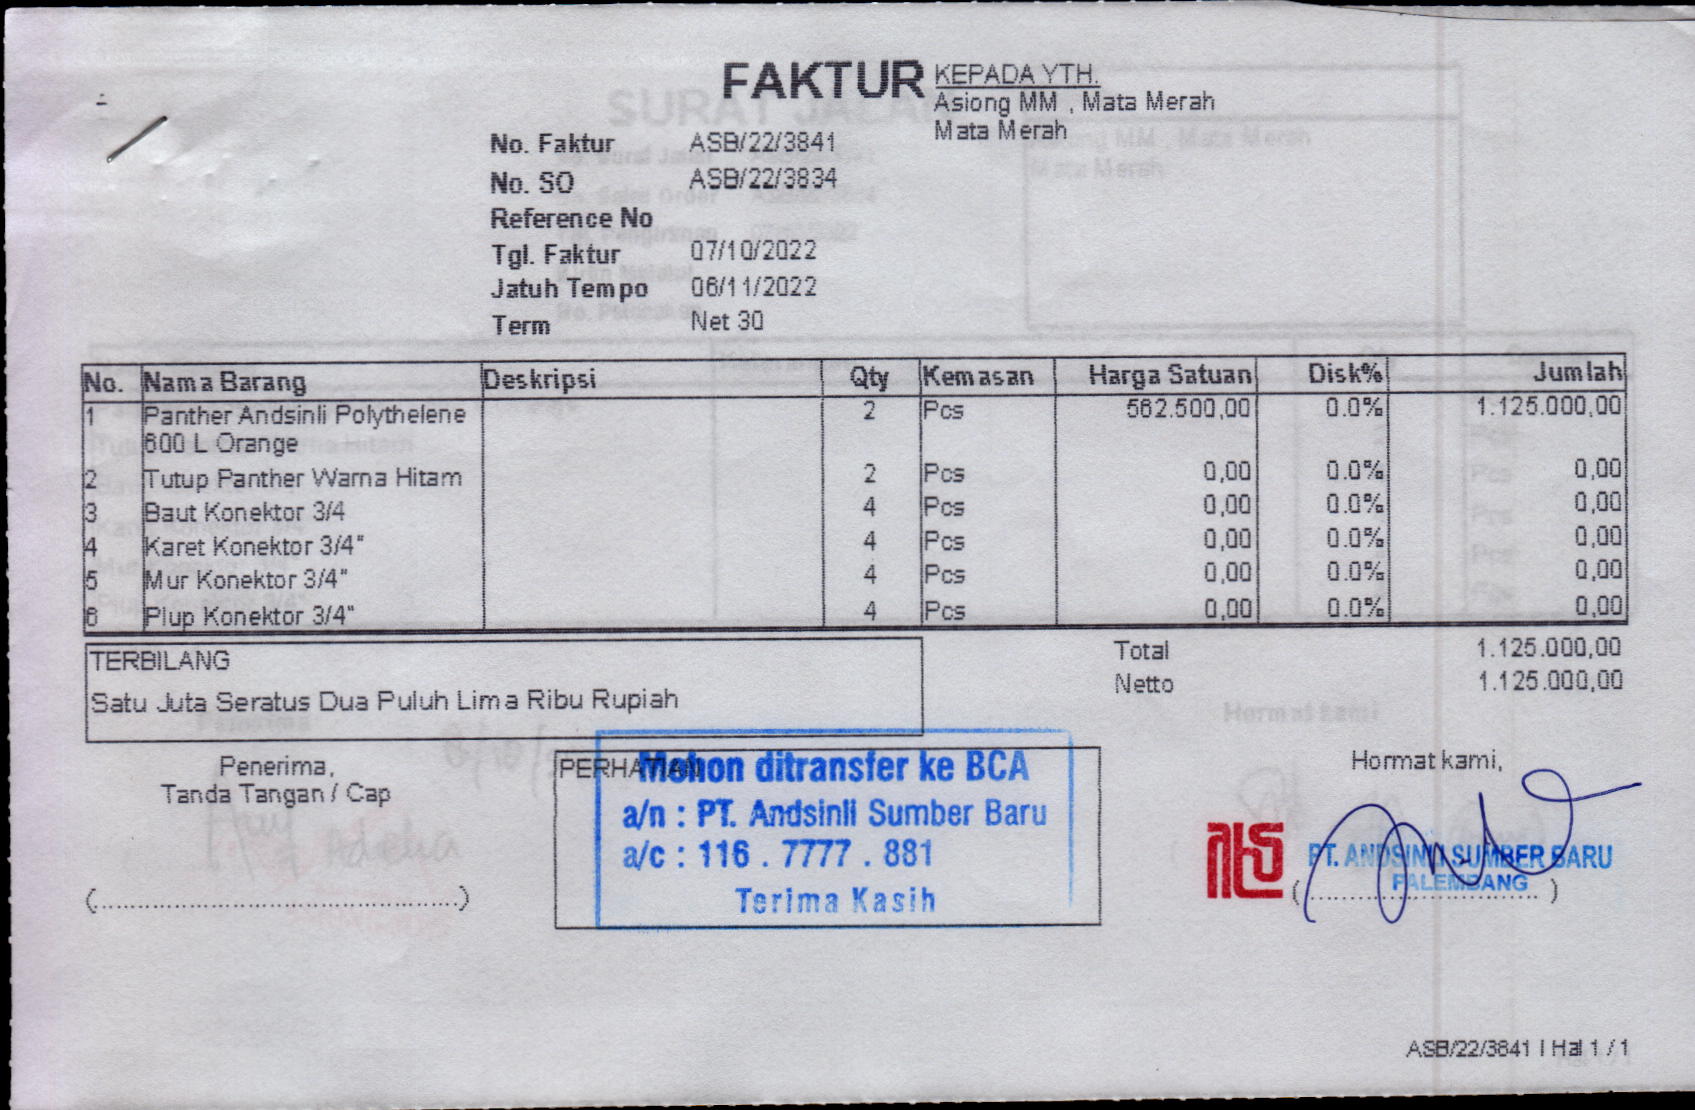 FAKTUR
KEPADA YTH.
Asiong MM , Mata Merah
Mata Merah
No. Faktur ASB/22/3841
No. SO ASB/22/3834
Reference No
Tgl. Faktur 07/10/2022
Jatuh Tempo 06/11/2022
Term Net 30
No. Nama Barang Deskripsi Qty Kemasan Harga Satuan Disk% Jumlah
1 Panther Andsinli Polythelene 2 Pcs 562.500,00 0.0% 1.125.000,00
600 L Orange
2 Tutup Panther Warna Hitam 2 Pcs 0,00 0.0% 0,00
3 Baut Konektor 3/4 4 Pcs 0,00 0.0% 0,00
4 Karet Konektor 3/4" 4 Pcs 0,00 0.0% 0,00
5 Mur Konektor 3/4" 4 Pcs 0,00 0.0% 0,00
6 Plup Konektor 3/4" 4 Pcs 0,00 0.0% 0,00
TERBILANG
Satu Juta Seratus Dua Puluh Lima Ribu Rupiah
Total 1.125.000,00
Netto 1.125.000,00
Penerima,
Tanda Tangan / Cap
(..............................................)
PERHATIAN
Mohon ditransfer ke BCA
a/n : PT. Andsinli Sumber Baru
a/c : 116 . 7777 . 881
Terima Kasih
Hormat kami,
PT. ANDSINLI SUMBER BARU
PALEMBANG
(..............................)
ASB/22/3841 | Hal 1 / 1